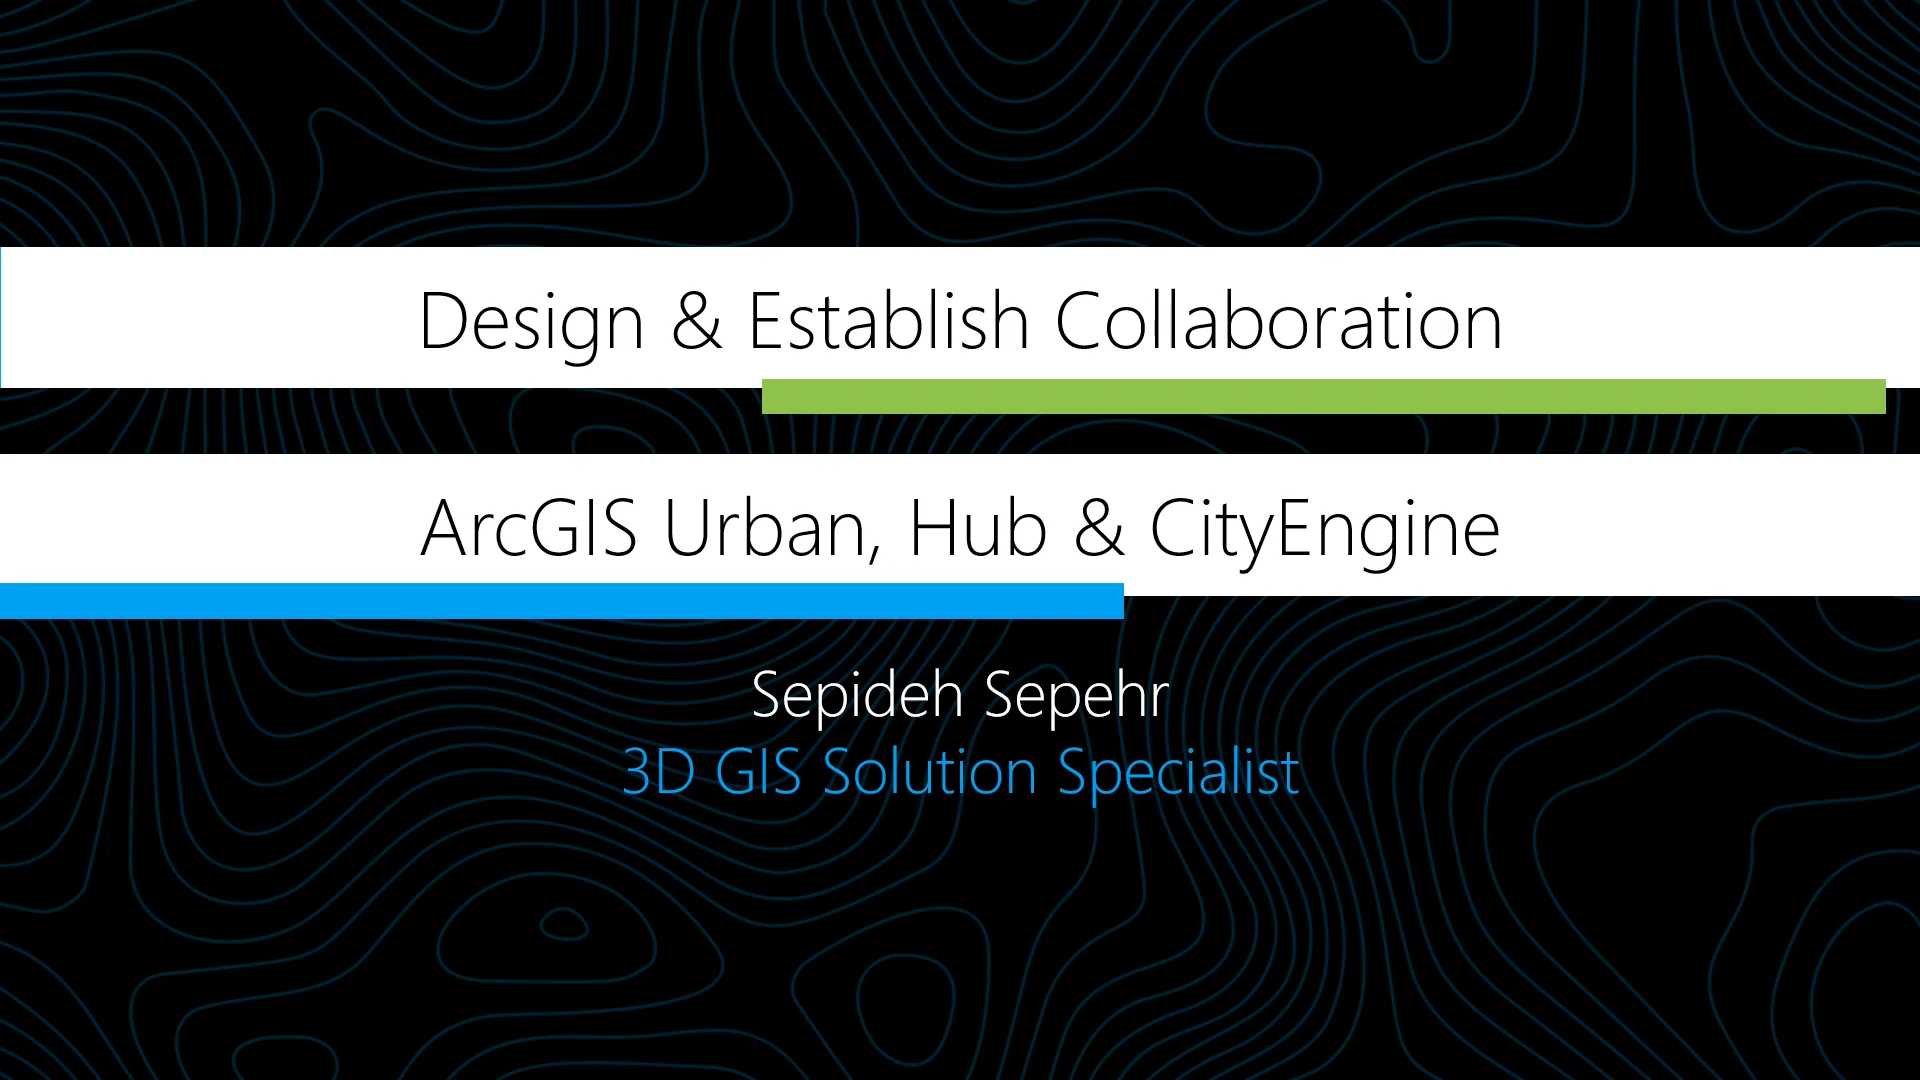 Design & Establish Collaboration
ArcGIS Urban, Hub & CityEngine
Sepideh Sepehr
3D GIS Solution Specialist